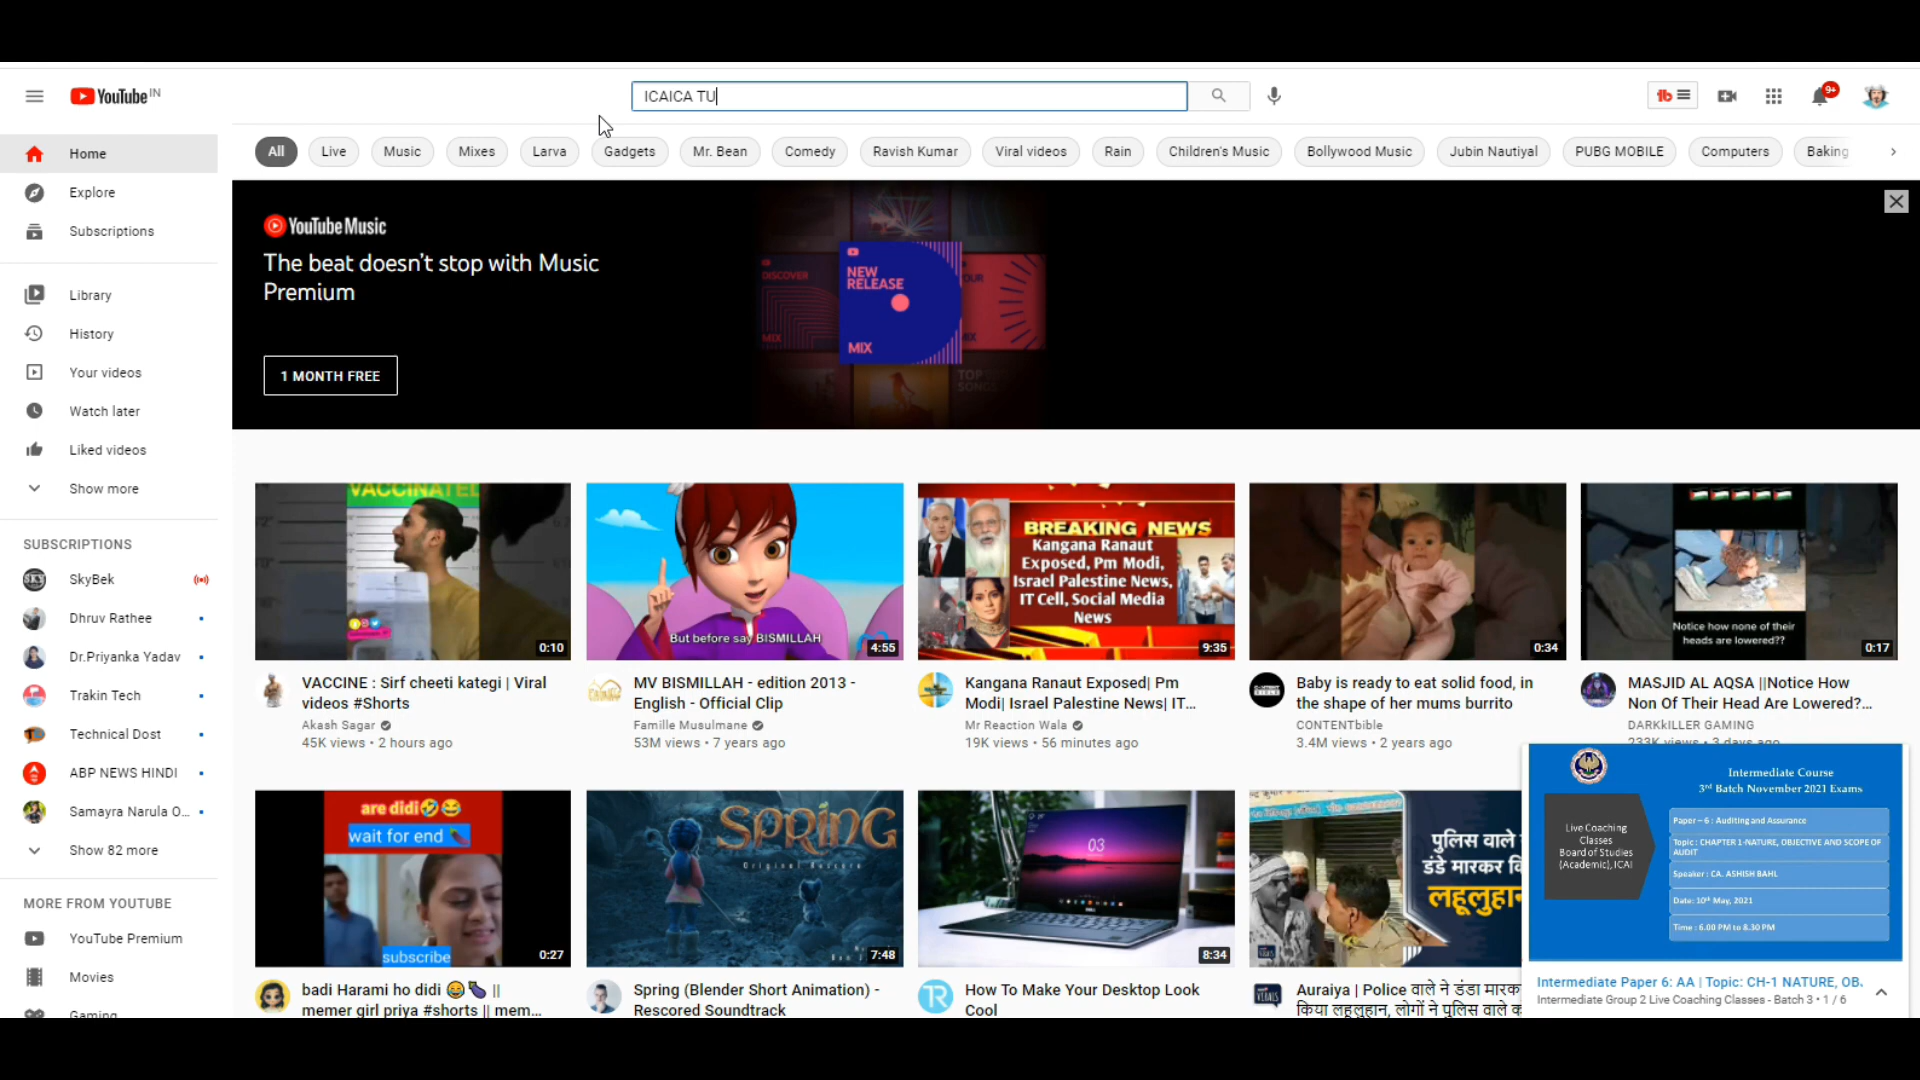 YouTube IN
ICAICA TU
9+
Home
Explore
Subscriptions
Library
History
Your videos
Watch later
Liked videos
Show more
SUBSCRIPTIONS
SkyBek
Dhruv Rathee
Dr.Priyanka Yadav
Trakin Tech
Technical Dost
ABP NEWS HINDI
Samayra Narula O...
Show 82 more
MORE FROM YOUTUBE
YouTube Premium
Movies
Gaming
All Live Music Mixes Larva Gadgets Mr. Bean Comedy Ravish Kumar Viral videos Rain Children's Music Bollywood Music Jubin Nautiyal PUBG MOBILE Computers Baking
YouTube Music
The beat doesn't stop with Music
Premium
1 MONTH FREE
DISCOVER
MIX
NEW
RELEASE
MIX
VACCINATED
0:10
VACCINE : Sirf cheeti kategi | Viral
videos #Shorts
Akash Sagar
45K views • 2 hours ago
But before say BISMILLAH
4:55
MV BISMILLAH - edition 2013 -
English - Official Clip
Famille Musulmane
53M views • 7 years ago
BREAKING NEWS
Kangana Ranaut
Exposed, Pm Modi,
Israel Palestine News,
IT Cell, Social Media
News
9:35
Kangana Ranaut Exposed| Pm
Modi| Israel Palestine News| IT...
Mr Reaction Wala
19K views • 56 minutes ago
0:34
Baby is ready to eat solid food, in
the shape of her mums burrito
CONTENTbible
3.4M views • 2 years ago
Notice how none of their
heads are lowered??
0:17
MASJID AL AQSA ||Notice How
Non Of Their Head Are Lowered?...
DARKkILLER GAMING
233K views • 3 days ago
are didi
wait for end
subscribe
0:27
badi Harami ho didi ||
memer girl priya #shorts || mem...
SPRING
Original Rescore
7:48
Spring (Blender Short Animation) -
Rescored Soundtrack
03
8:34
How To Make Your Desktop Look
Cool
पुलिस वाले
डंडे मारकर कि
लहूलुहान
Auraiya | Police वाले ने डंडा मारक
किया लहूलुहान, लोगों ने पुलिस वाले क
Live Coaching
Classes
Board of Studies
(Academic), ICAI
Intermediate Course
3rd Batch November 2021 Exams
Paper – 6 : Auditing and Assurance
Topic : CHAPTER 1-NATURE, OBJECTIVE AND SCOPE OF
AUDIT
Speaker : CA. ASHISH BAHL
Date: 10th May, 2021
Time : 6.00 PM to 8.30 PM
Intermediate Paper 6: AA | Topic: CH-1 NATURE, OB.
Intermediate Group 2 Live Coaching Classes - Batch 3 • 1 / 6